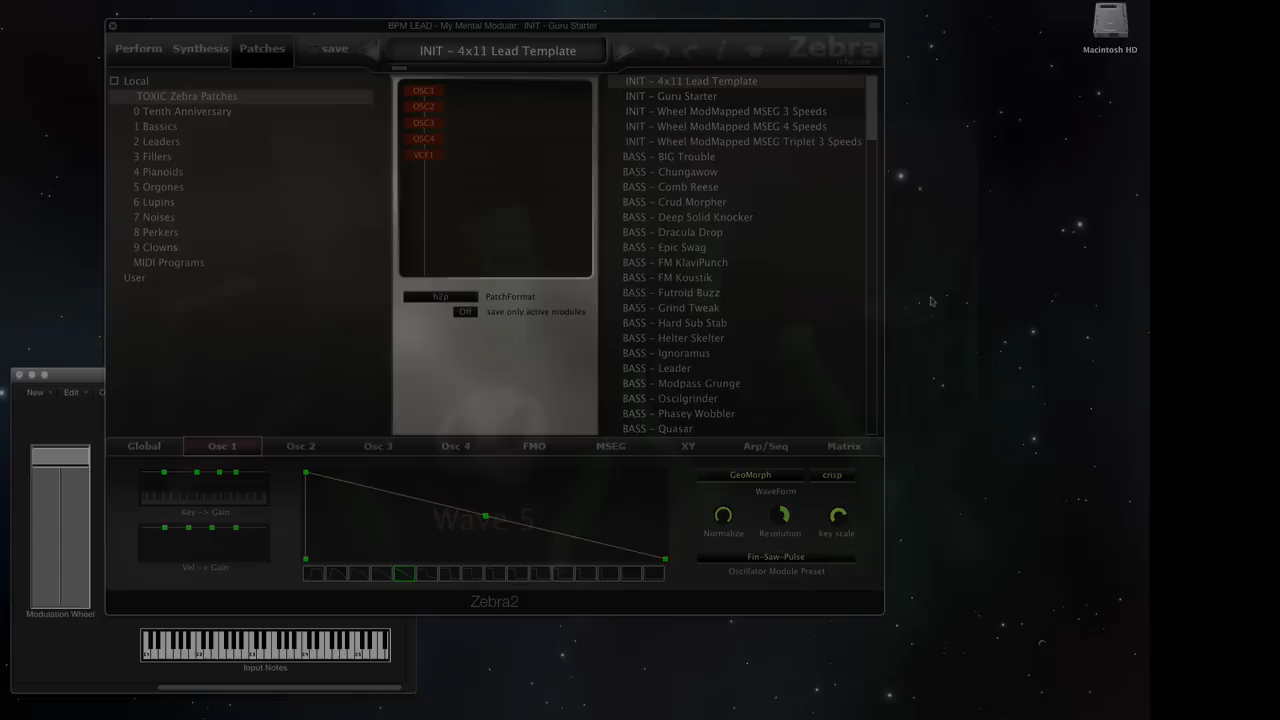 BPM LEAD - My Mental Modular: INIT - Guru Starter
Macintosh HD
Perform Synthesis Patches save
INIT - 4x11 Lead Template
Zebra
Local
TOXIC Zebra Patches
0 Tenth Anniversary
1 Bassics
2 Leaders
3 Fillers
4 Pianoids
5 Orgones
6 Lupins
7 Noises
8 Perkers
9 Clowns
MIDI Programs
User
OSC1
OSC2
OSC3
OSC4
VCF1
h2p PatchFormat
Off save only active modules
INIT - 4x11 Lead Template
INIT - Guru Starter
INIT - Wheel ModMapped MSEG 3 Speeds
INIT - Wheel ModMapped MSEG 4 Speeds
INIT - Wheel ModMapped MSEG Triplet 3 Speeds
BASS - BIG Trouble
BASS - Chungawow
BASS - Comb Reese
BASS - Crud Morpher
BASS - Deep Solid Knocker
BASS - Dracula Drop
BASS - Epic Swag
BASS - FM KlaviPunch
BASS - FM Koustik
BASS - Futroid Buzz
BASS - Grind Tweak
BASS - Hard Sub Stab
BASS - Helter Skelter
BASS - Ignoramus
BASS - Leader
BASS - Modpass Grunge
BASS - Oscilgrinder
BASS - Phasey Wobbler
BASS - Quasar
New Edit
Modulation Wheel
Global Osc 1 Osc 2 Osc 3 Osc 4 FMO MSEG XY Arp/Seq Matrix
Key -> Gain
Vel -> Gain
Wave 5
GeoMorph crisp
WaveForm
Normalize Resolution key scale
Fin-Saw-Pulse
Oscillator Module Preset
Zebra2
Input Notes